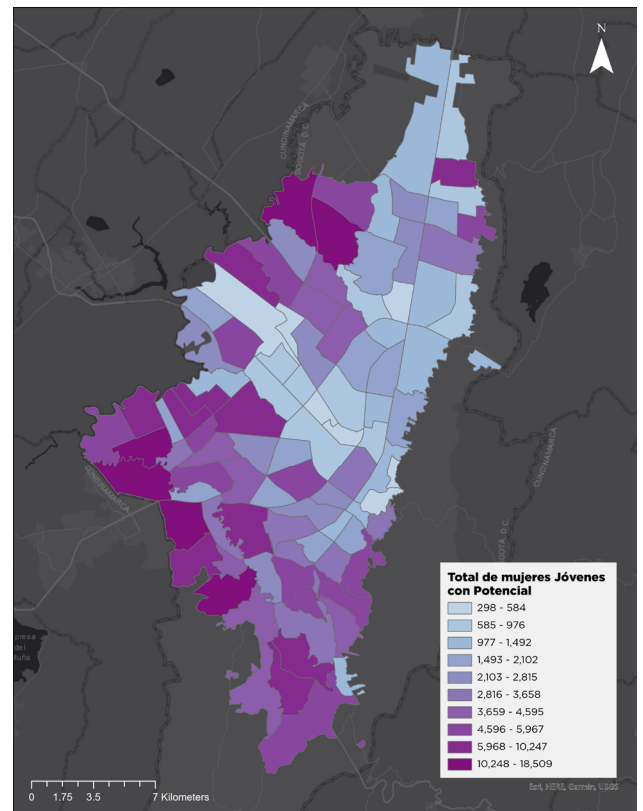 N
CUNDINAMARCA
BOGOTÁ, D.C.
CUNDINAMARCA
CUNDINAMARCA
BOGOTÁ, D.C.
presa
del
Muña
Total de mujeres Jóvenes
con Potencial
298 - 584
585 - 976
977 - 1,492
1,493 - 2,102
2,103 - 2,815
2,816 - 3,658
3,659 - 4,595
4,596 - 5,967
5,968 - 10,247
10,248 - 18,509
0 1.75 3.5 7 Kilometers
Esri, HERE, Garmin, USGS